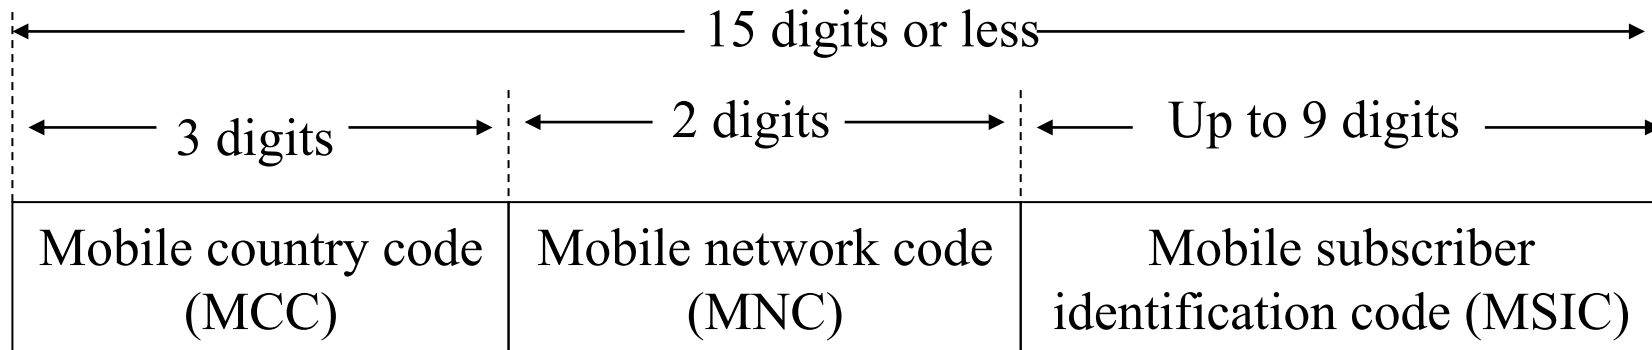 15 digits or less
3 digits
2 digits
Up to 9 digits
Mobile country code
(MCC)
Mobile network code
(MNC)
Mobile subscriber
identification code (MSIC)